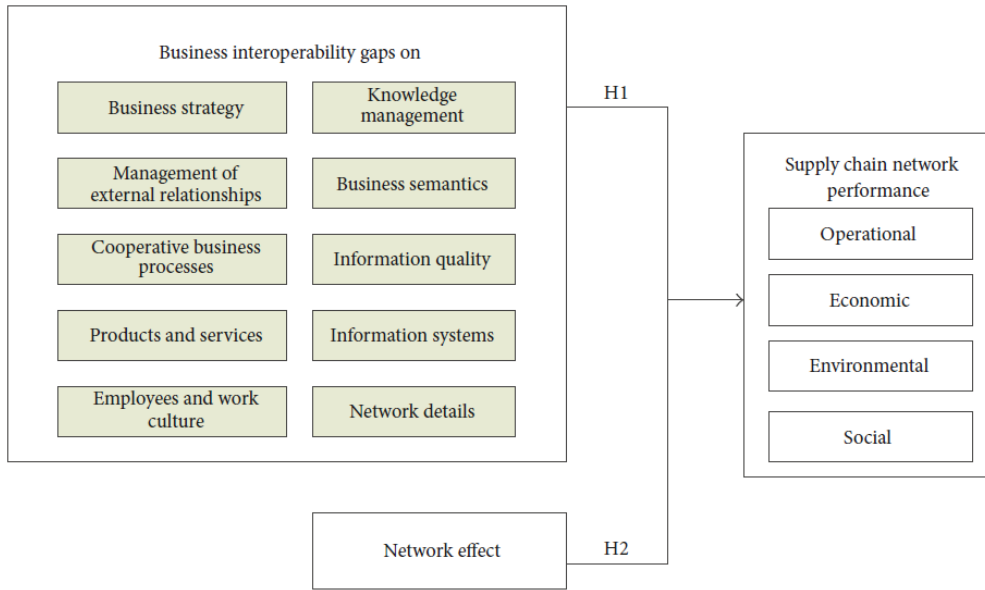 Business interoperability gaps on
Business strategy
Knowledge
management
Management of
external relationships
Business semantics
Cooperative business
processes
Information quality
Products and services
Information systems
Employees and work
culture
Network details
H1
Supply chain network
performance
Operational
Economic
Environmental
Social
Network effect
H2